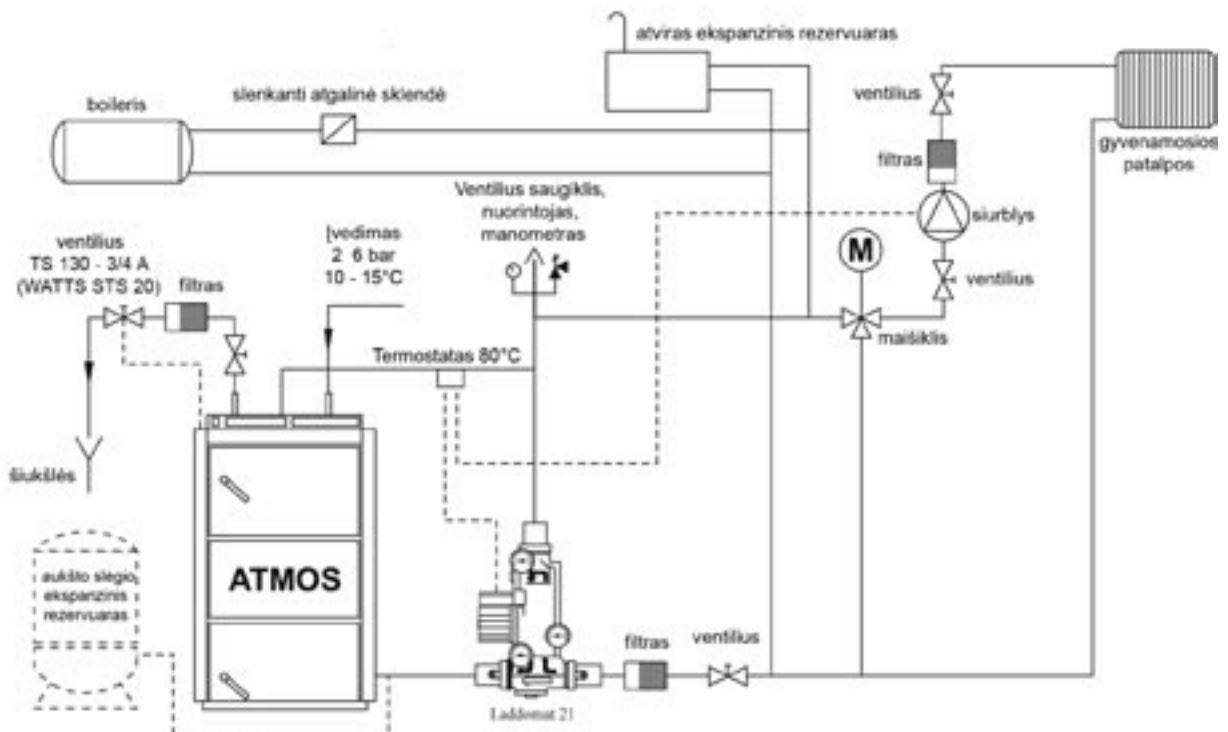 atviras ekspanzinis rezervuaras
slenkanti atgalinė sklendė
boileris
ventilius
filtras
gyvenamosios
patalpos
Ventilius saugiklis,
nuorintojas,
manometras
siurblys
M
ventilius
maišiklis
ventilius
TS 130 - 3/4 A
(WATTS STS 20)
filtras
Įvedimas
2 6 bar
10 - 15°C
Termostatas 80°C
šiukšlės
aukšto slėgio
ekspanzinis
rezervuaras
ATMOS
filtras
ventilius
Laddomat 21